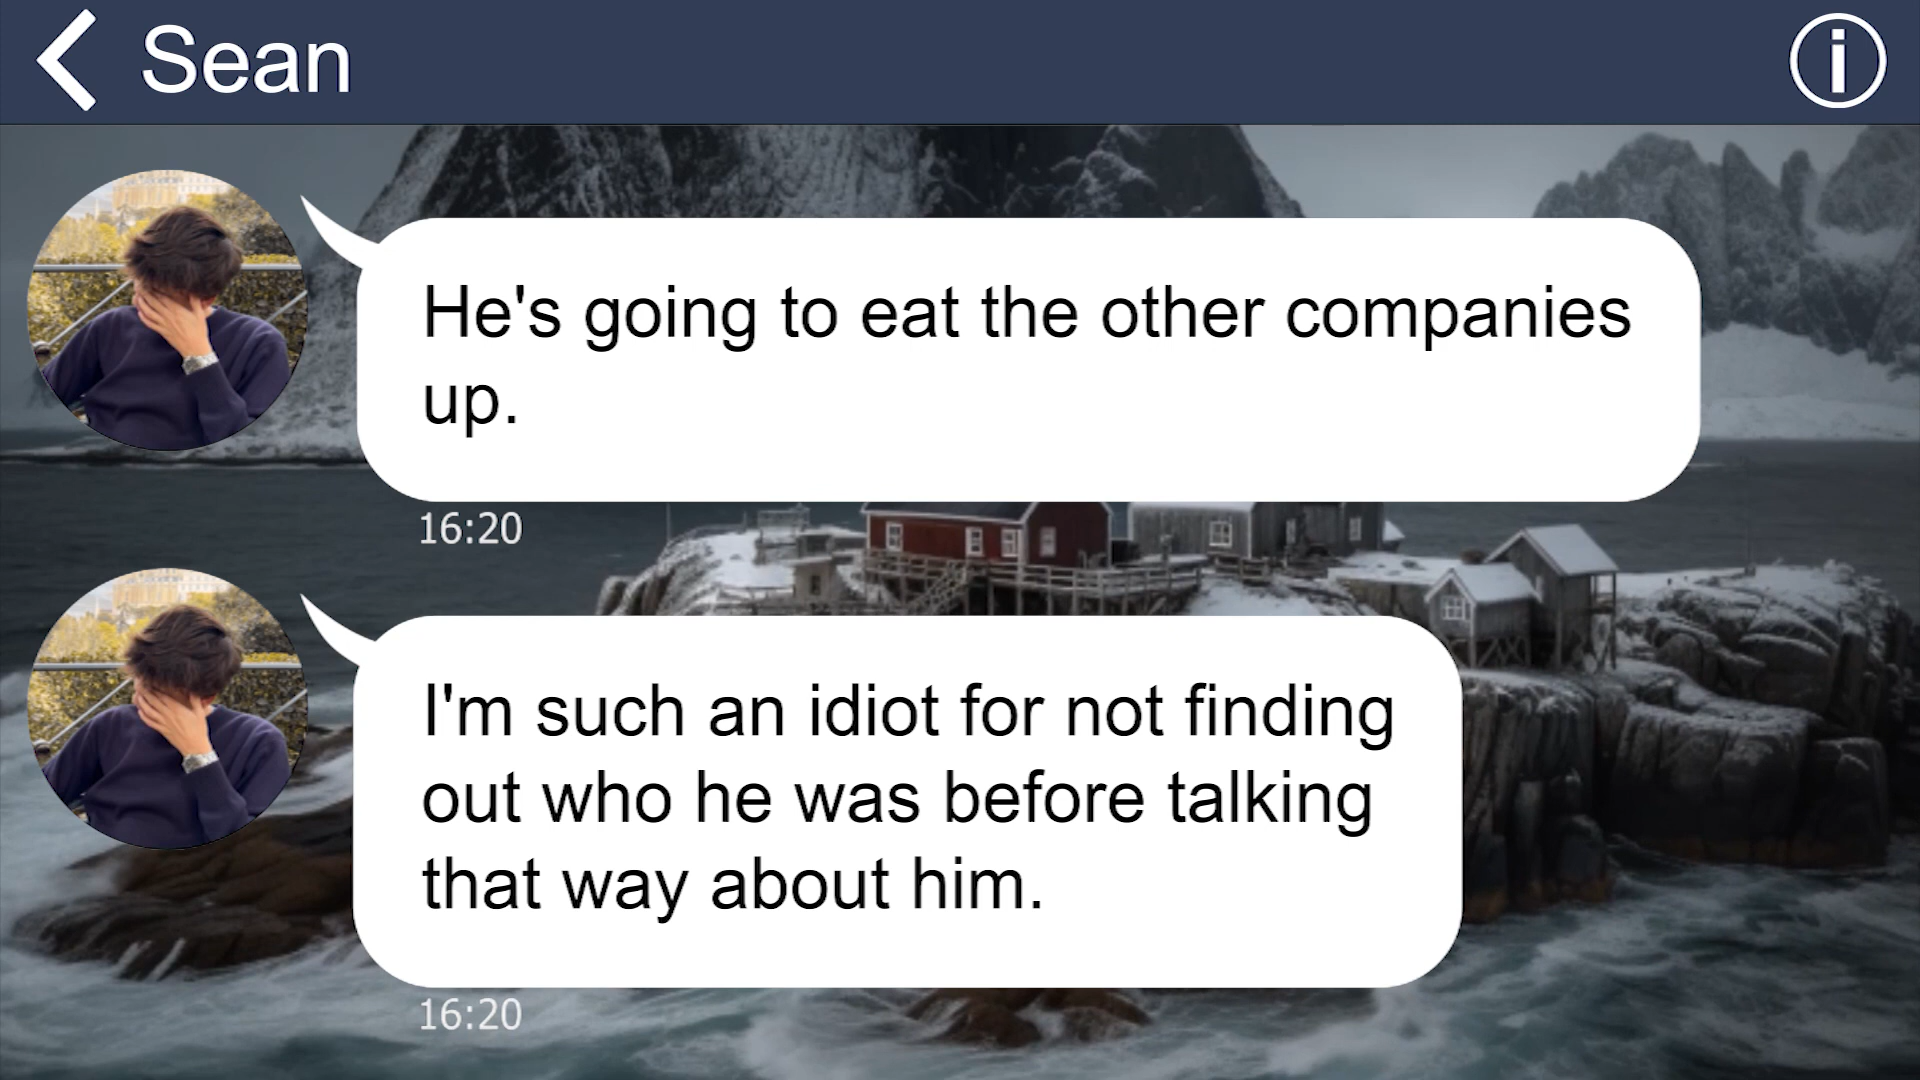 Sean
He's going to eat the other companies
up.
16:20
I'm such an idiot for not finding
out who he was before talking
that way about him.
16:20